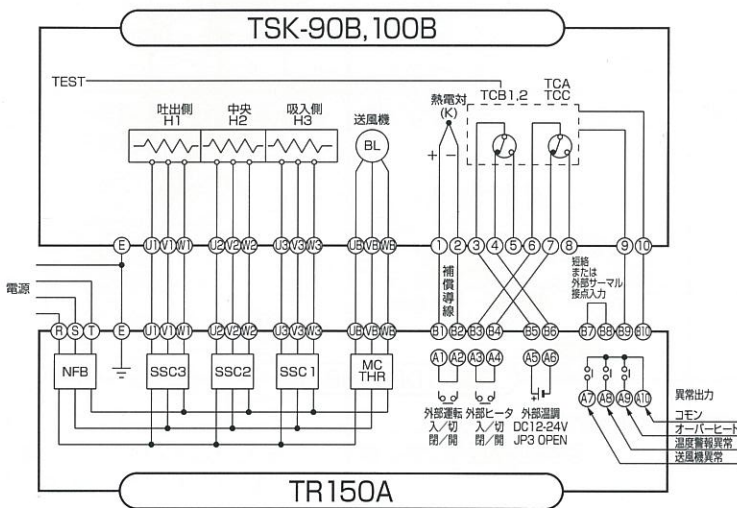 TSK-90B,100B
TEST
吐出側
H1
中央
H2
吸入側
H3
送風機
BL
熱電対
(K)
+ −
TCB1,2
TCA
TCC
E U1 V1 W1 U2 V2 W2 U3 V3 W3 UB VB WB 1 2 3 4 5 6 7 8 9 10
電源
補償導線
短絡
または
外部サーマル
接点入力
R S T E U1 V1 W1 U2 V2 W2 U3 V3 W3 UB VB WB B1 B2 B3 B4 B5 B6 B7 B8 B9 B10
NFB
SSC3
SSC2
SSC1
MC
THR
A1 A2 A3 A4 A5 A6
外部運転
入/切
閉/開
外部ヒータ
入/切
閉/開
外部温調
DC12-24V
JP3 OPEN
A7 A8 A9 A10
異常出力
コモン
オーバーヒート
温度警報異常
送風機異常
TR150A